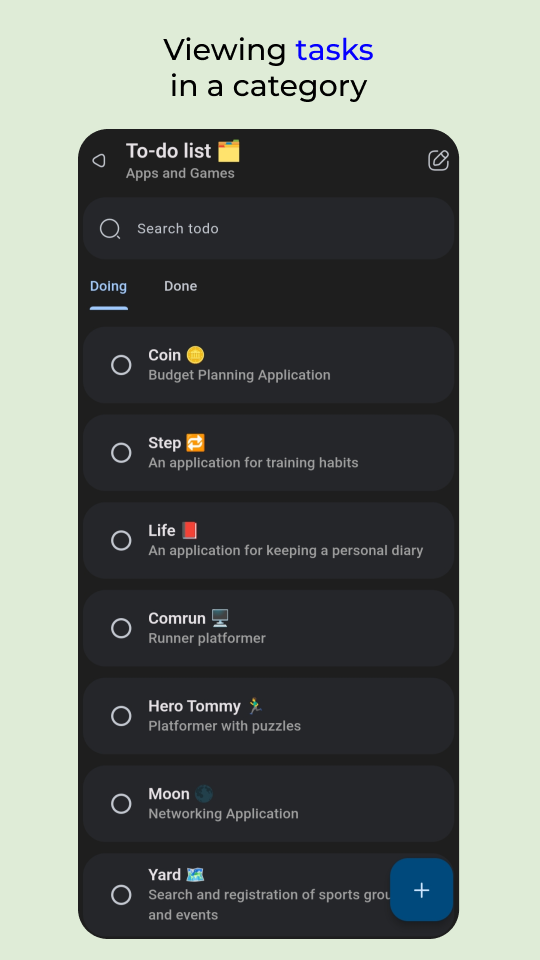 Viewing tasks
in a category
To-do list 🗂️
Apps and Games
Search todo
Doing
Done
Coin 🪙
Budget Planning Application
Step 🔁
An application for training habits
Life 📕
An application for keeping a personal diary
Comrun 🖥️
Runner platformer
Hero Tommy 🏃‍♂️
Platformer with puzzles
Moon 🌑
Networking Application
Yard 🗺️
Search and registration of sports
and events